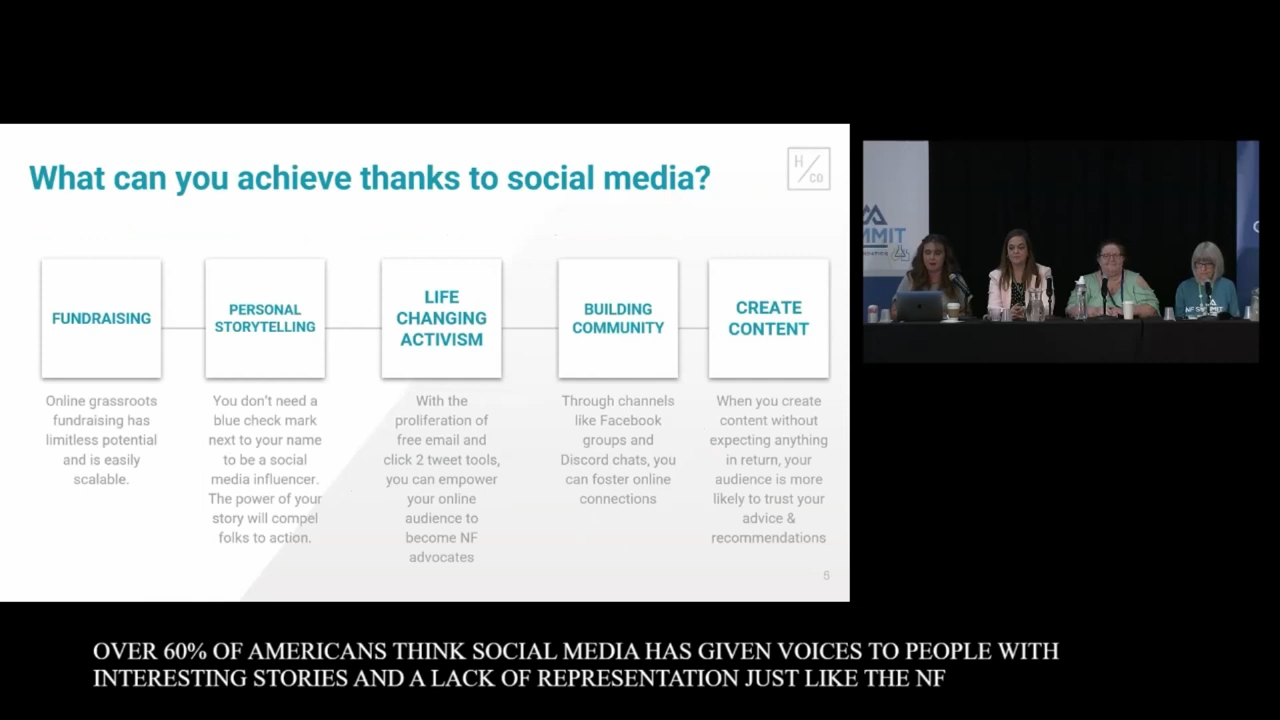 What can you achieve thanks to social media?
H
CO
FUNDRAISING
Online grassroots
fundraising has
limitless potential
and is easily
scalable.
PERSONAL
STORYTELLING
You don't need a
blue check mark
next to your name
to be a social
media influencer.
The power of your
story will compel
folks to action.
LIFE
CHANGING
ACTIVISM
With the
proliferation of
free email and
click 2 tweet tools,
you can empower
your online
audience to
become NF
advocates
BUILDING
COMMUNITY
Through channels
like Facebook
groups and
Discord chats, you
can foster online
connections
CREATE
CONTENT
When you create
content without
expecting anything
in return, your
audience is more
likely to trust your
advice &
recommendations
5
NF SUMMIT
OVER 60% OF AMERICANS THINK SOCIAL MEDIA HAS GIVEN VOICES TO PEOPLE WITH
INTERESTING STORIES AND A LACK OF REPRESENTATION JUST LIKE THE NF